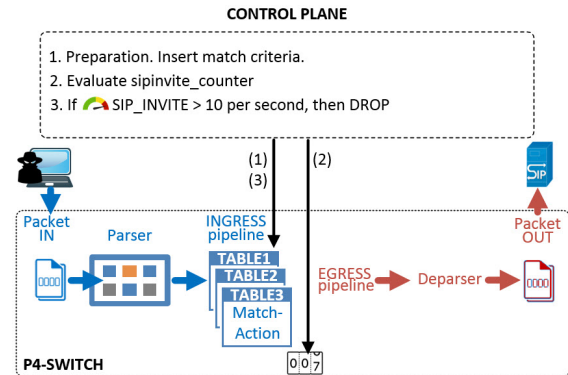 CONTROL PLANE
1. Preparation. Insert match criteria.
2. Evaluate sipinvite_counter
3. If SIP_INVITE > 10 per second, then DROP
(1)
(3)
(2)
SIP
Packet
IN
Parser
INGRESS
pipeline
TABLE1
TABLE2
TABLE3
Match-
Action
EGRESS
pipeline
Deparser
Packet
OUT
0000
0000
P4-SWITCH
0 0 7